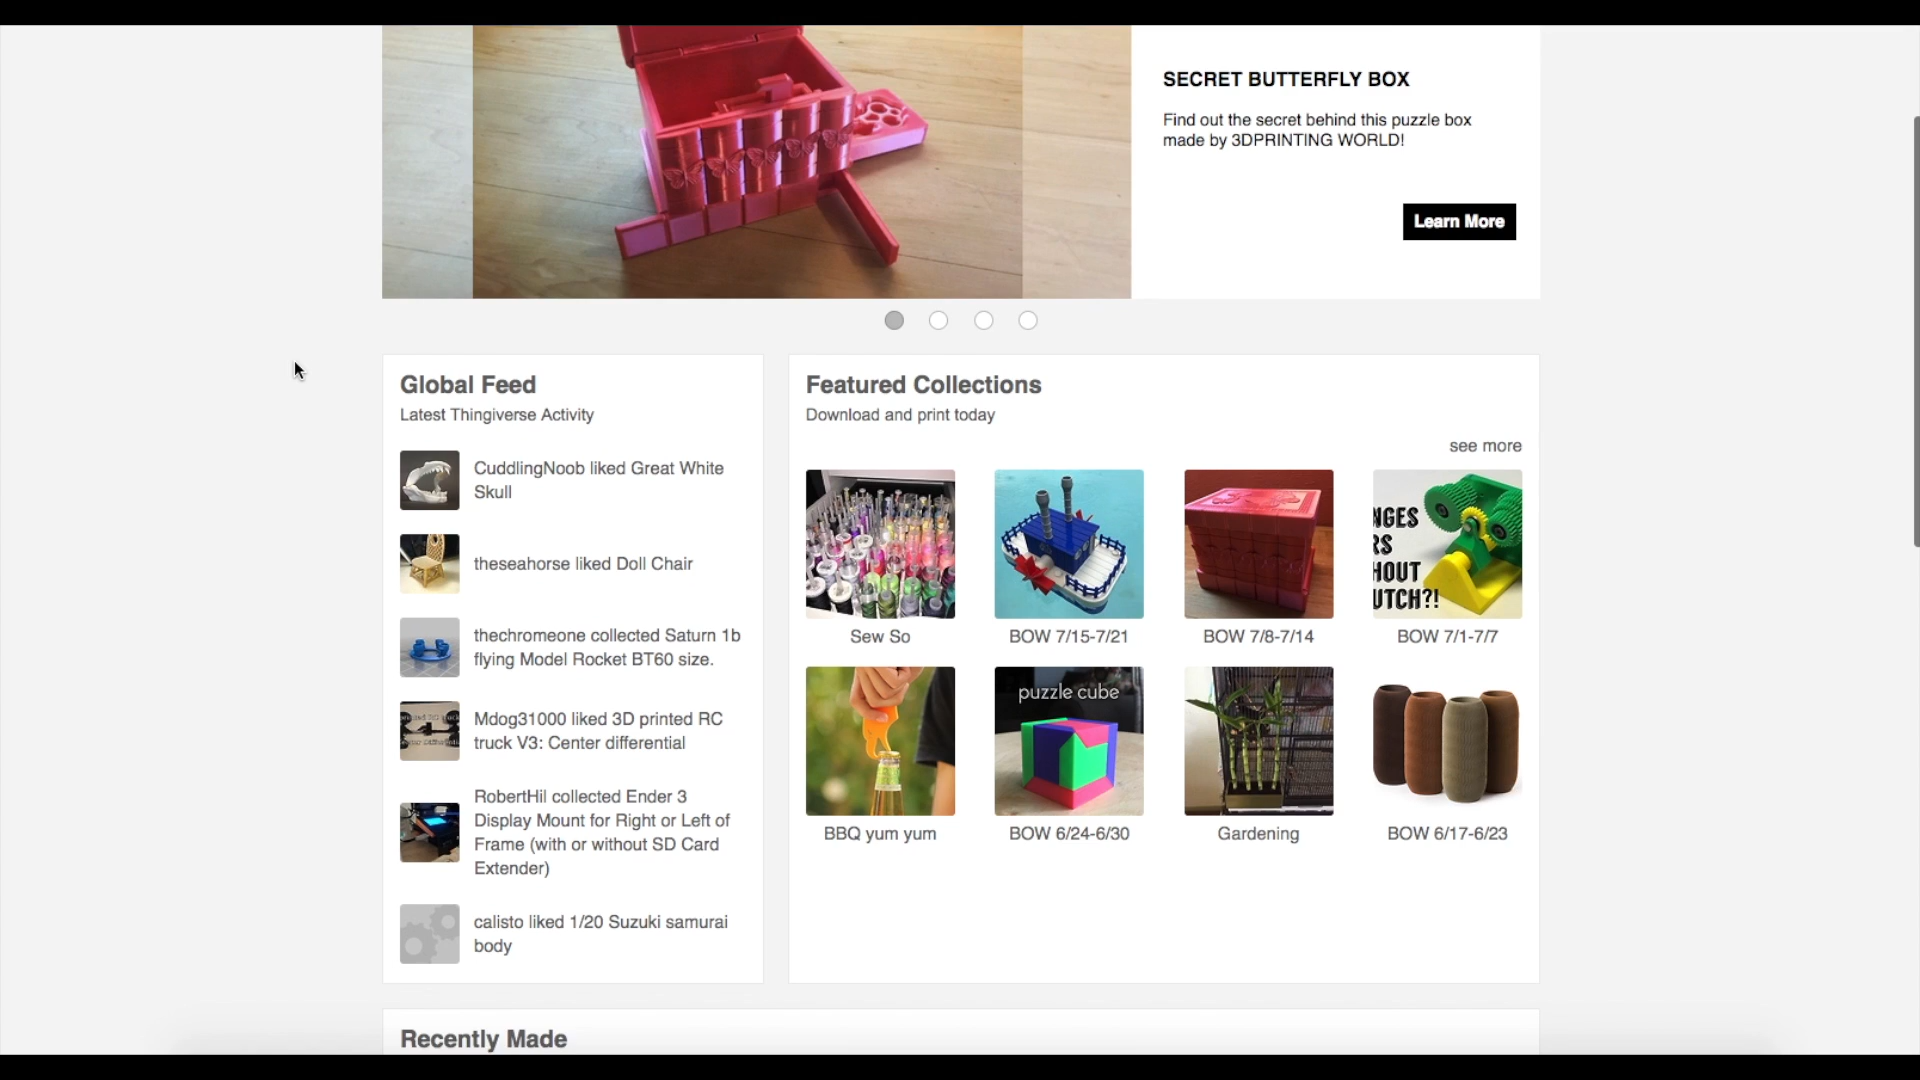 SECRET BUTTERFLY BOX
Find out the secret behind this puzzle box
made by 3DPRINTING WORLD!
Learn More
Global Feed
Latest Thingiverse Activity
CuddlingNoob liked Great White
Skull
theseahorse liked Doll Chair
thechromeone collected Saturn 1b
flying Model Rocket BT60 size.
Mdog31000 liked 3D printed RC
truck V3: Center differential
RobertHil collected Ender 3
Display Mount for Right or Left of
Frame (with or without SD Card
Extender)
calisto liked 1/20 Suzuki samurai
body
Featured Collections
Download and print today
see more
NGES
RS
HOUT
UTCH?!
Sew So
BOW 7/15-7/21
BOW 7/8-7/14
BOW 7/1-7/7
puzzle cube
BBQ yum yum
BOW 6/24-6/30
Gardening
BOW 6/17-6/23
Recently Made